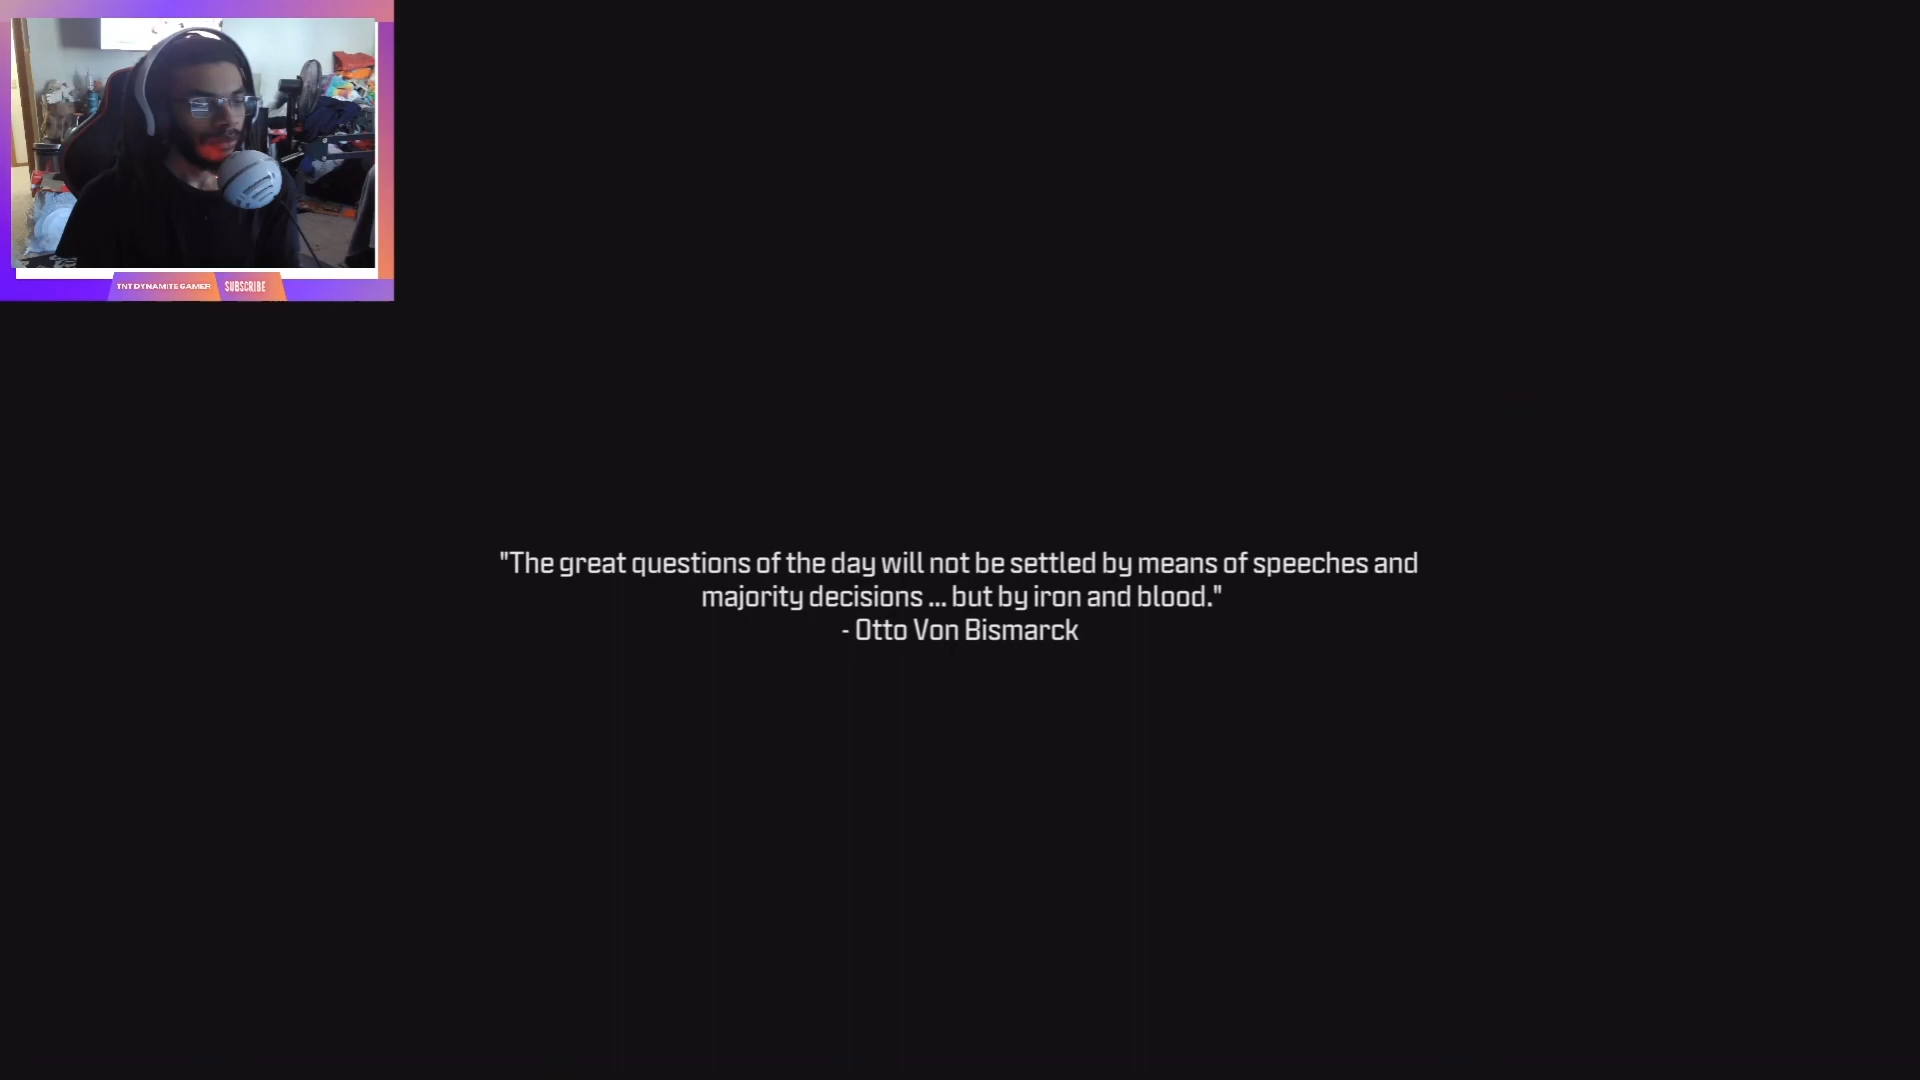 TNT DYNAMITE GAMER
SUBSCRIBE
"The great questions of the day will not be settled by means of speeches and
majority decisions ... but by iron and blood."
- Otto Von Bismarck